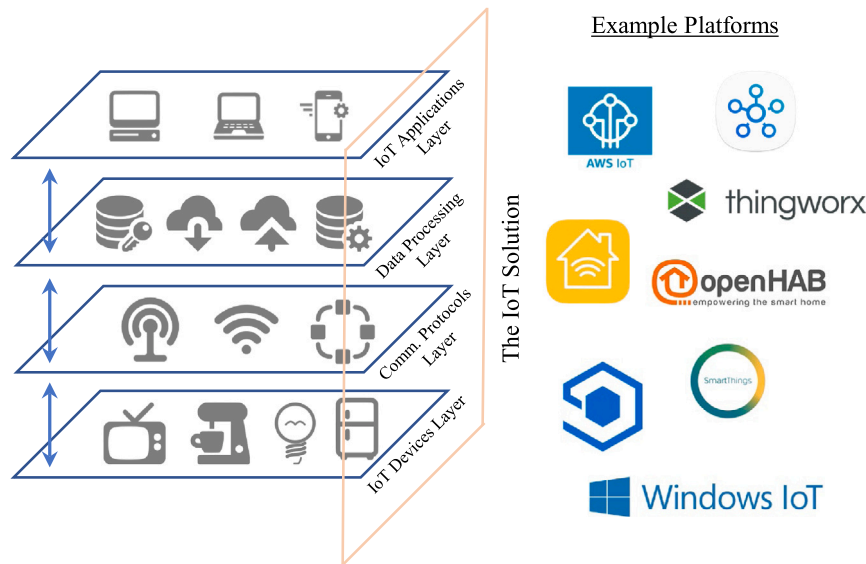 Example Platforms
IoT Applications
Layer
Data Processing
Layer
Comm. Protocols
Layer
IoT Devices Layer
The IoT Solution
AWS IoT
thingworx
openHAB
empowering the smart home
SmartThings
Windows IoT